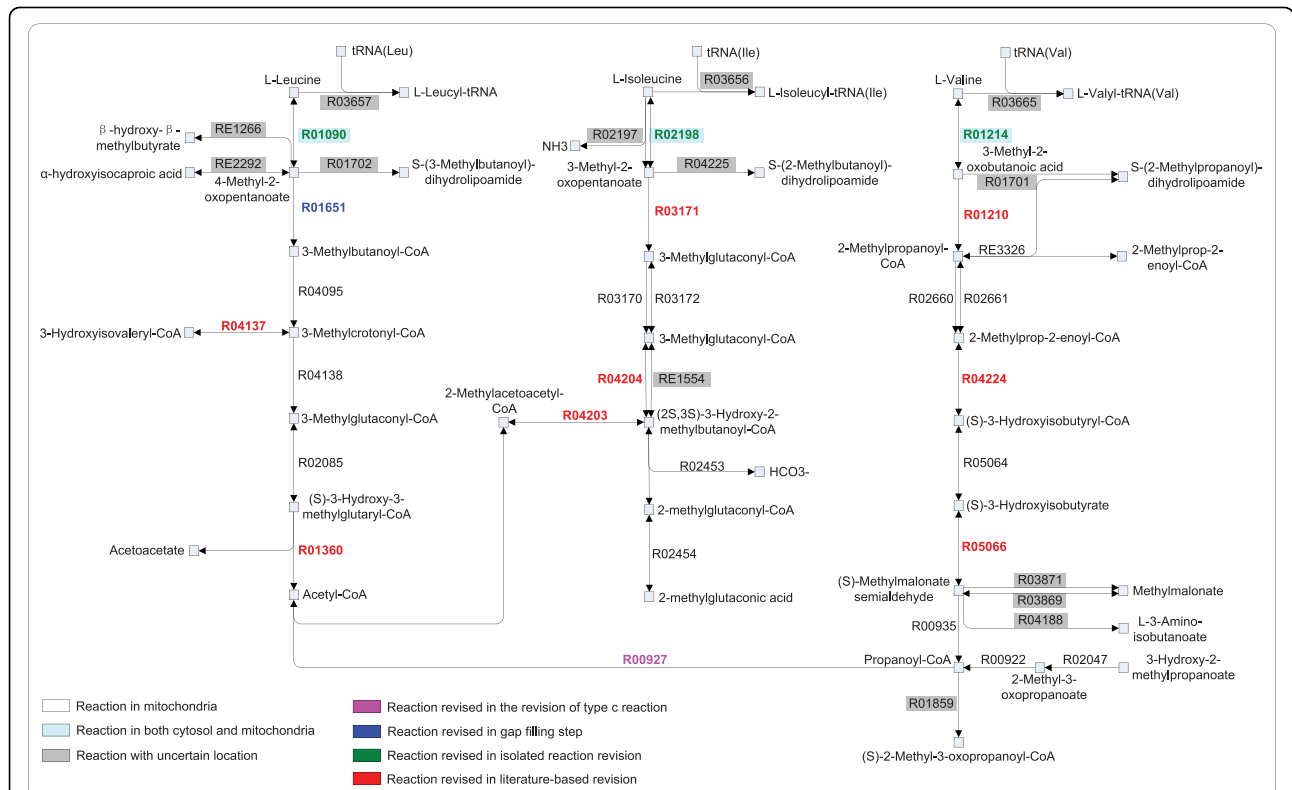 tRNA(Leu)
tRNA(Ile)
tRNA(Val)
L-Leucine
L-Isoleucine
R03656
L-Valine
R03657
L-Leucyl-tRNA
L-Isoleucyl-tRNA(Ile)
R03665
L-Valyl-tRNA(Val)
β-hydroxy-β-
methylbutyrate
RE1266
R01090
R02197
R02198
R01214
NH3
α-hydroxyisocaproic acid
RE2292
R01702
4-Methyl-2-
oxopentanoate
S-(3-Methylbutanoyl)-
dihydrolipoamide
3-Methyl-2-
oxopentanoate
R04225
S-(2-Methylbutanoyl)-
dihydrolipoamide
3-Methyl-2-
oxobutanoic acid
R01701
S-(2-Methylpropanoyl)-
dihydrolipoamide
R01651
R03171
R01210
3-Methylbutanoyl-CoA
3-Methylglutaconyl-CoA
2-Methylpropanoyl-
CoA
RE3326
2-Methylprop-2-
enoyl-CoA
R04095
R03170
R03172
R02660
R02661
3-Hydroxyisovaleryl-CoA
R04137
3-Methylcrotonyl-CoA
3-Methylglutaconyl-CoA
2-Methylprop-2-enoyl-CoA
R04138
R04204
RE1554
R04224
2-Methylacetoacetyl-
CoA
3-Methylglutaconyl-CoA
R04203
(2S,3S)-3-Hydroxy-2-
methylbutanoyl-CoA
(S)-3-Hydroxyisobutyryl-CoA
R02085
R02453
HCO3-
R05064
(S)-3-Hydroxy-3-
methylglutaryl-CoA
2-methylglutaconyl-CoA
(S)-3-Hydroxyisobutyrate
Acetoacetate
R01360
R02454
R05066
Acetyl-CoA
2-methylglutaconic acid
(S)-Methylmalonate
semialdehyde
R03871
R03869
Methylmalonate
R04188
L-3-Amino-
isobutanoate
R00935
R00927
Propanoyl-CoA
R00922
R02047
2-Methyl-3-
oxopropanoate
3-Hydroxy-2-
methylpropanoate
R01859
(S)-2-Methyl-3-oxopropanoyl-CoA
Reaction in mitochondria
Reaction in both cytosol and mitochondria
Reaction with uncertain location
Reaction revised in the revision of type c reaction
Reaction revised in gap filling step
Reaction revised in isolated reaction revision
Reaction revised in literature-based revision